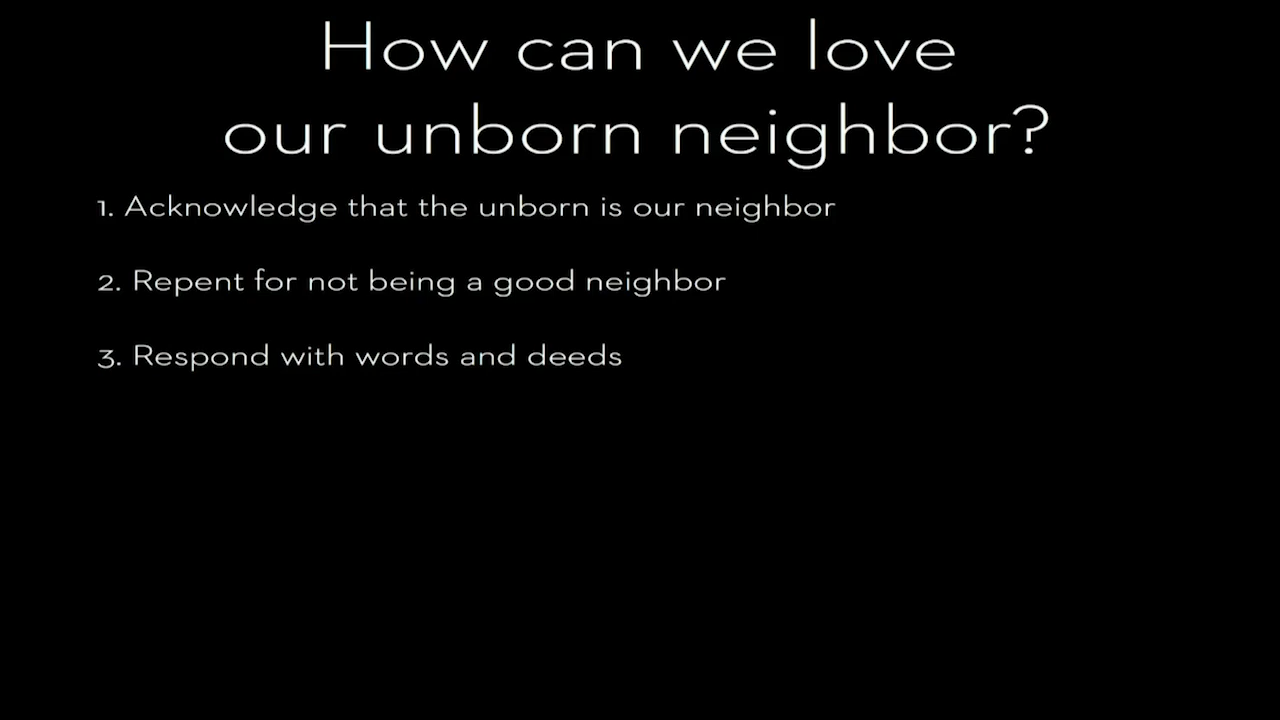 How can we love
our unborn neighbor?
1. Acknowledge that the unborn is our neighbor
2. Repent for not being a good neighbor
3. Respond with words and deeds